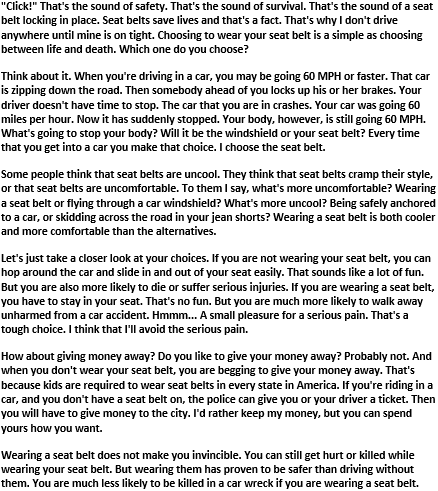 "Click!" That's the sound of safety. That's the sound of survival. That's the sound of a seat
belt locking in place. Seat belts save lives and that's a fact. That's why I don't drive
anywhere until mine is on tight. Choosing to wear your seat belt is a simple as choosing
between life and death. Which one do you choose?
Think about it. When you're driving in a car, you may be going 60 MPH or faster. That car
is zipping down the road. Then somebody ahead of you locks up his or her brakes. Your
driver doesn't have time to stop. The car that you are in crashes. Your car was going 60
miles per hour. Now it has suddenly stopped. Your body, however, is still going 60 MPH.
What's going to stop your body? Will it be the windshield or your seat belt? Every time
that you get into a car you make that choice. I choose the seat belt.
Some people think that seat belts are uncool. They think that seat belts cramp their style,
or that seat belts are uncomfortable. To them I say, what's more uncomfortable? Wearing
a seat belt or flying through a car windshield? What's more uncool? Being safely anchored
to a car, or skidding across the road in your jean shorts? Wearing a seat belt is both cooler
and more comfortable than the alternatives.
Let's just take a closer look at your choices. If you are not wearing your seat belt, you can
hop around the car and slide in and out of your seat easily. That sounds like a lot of fun.
But you are also more likely to die or suffer serious injuries. If you are wearing a seat belt,
you have to stay in your seat. That's no fun. But you are much more likely to walk away
unharmed from a car accident. Hmmm... A small pleasure for a serious pain. That's a
tough choice. I think that I'll avoid the serious pain.
How about giving money away? Do you like to give your money away? Probably not. And
when you don't wear your seat belt, you are begging to give your money away. That's
because kids are required to wear seat belts in every state in America. If you're riding in a
car, and you don't have a seat belt on, the police can give you or your driver a ticket. Then
you will have to give money to the city. I'd rather keep my money, but you can spend
yours how you want.
Wearing a seat belt does not make you invincible. You can still get hurt or killed while
wearing your seat belt. But wearing them has proven to be safer than driving without
them. You are much less likely to be killed in a car wreck if you are wearing a seat belt.